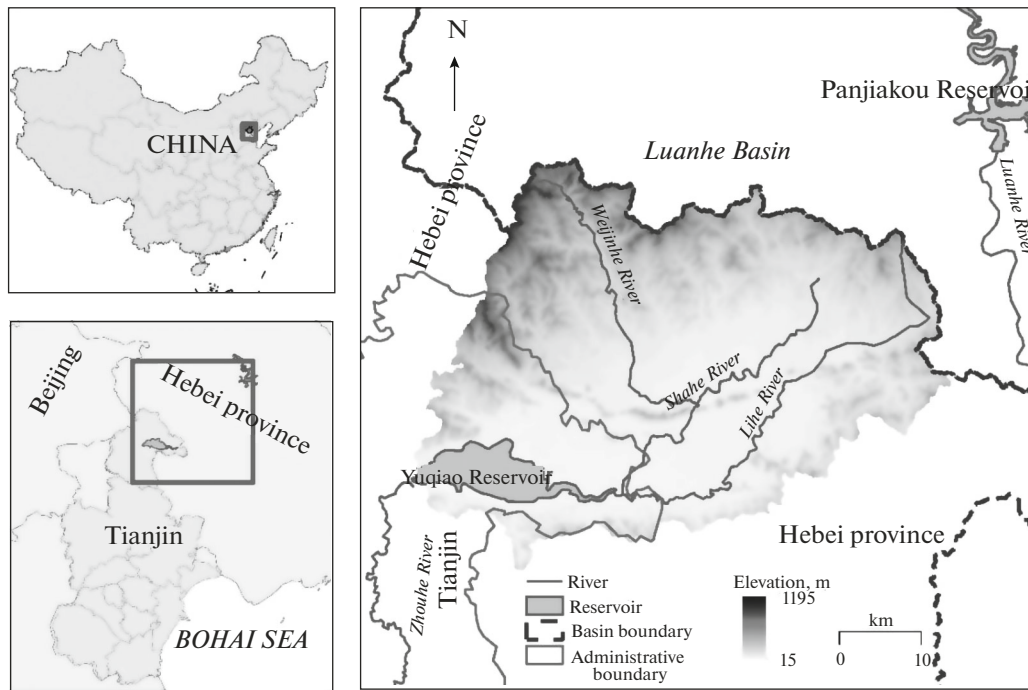 CHINA
Beijing
Hebei province
Tianjin
BOHAI SEA
N
Hebei province
Luanhe Basin
Panjiakou Reservoir
Luanhe River
Weijinhe River
Shahe River
Lihe River
Yuqiao Reservoir
Zhouhe River
Tianjin
Hebei province
River
Reservoir
Basin boundary
Administrative
boundary
Elevation, m
1195
15
km
0 10